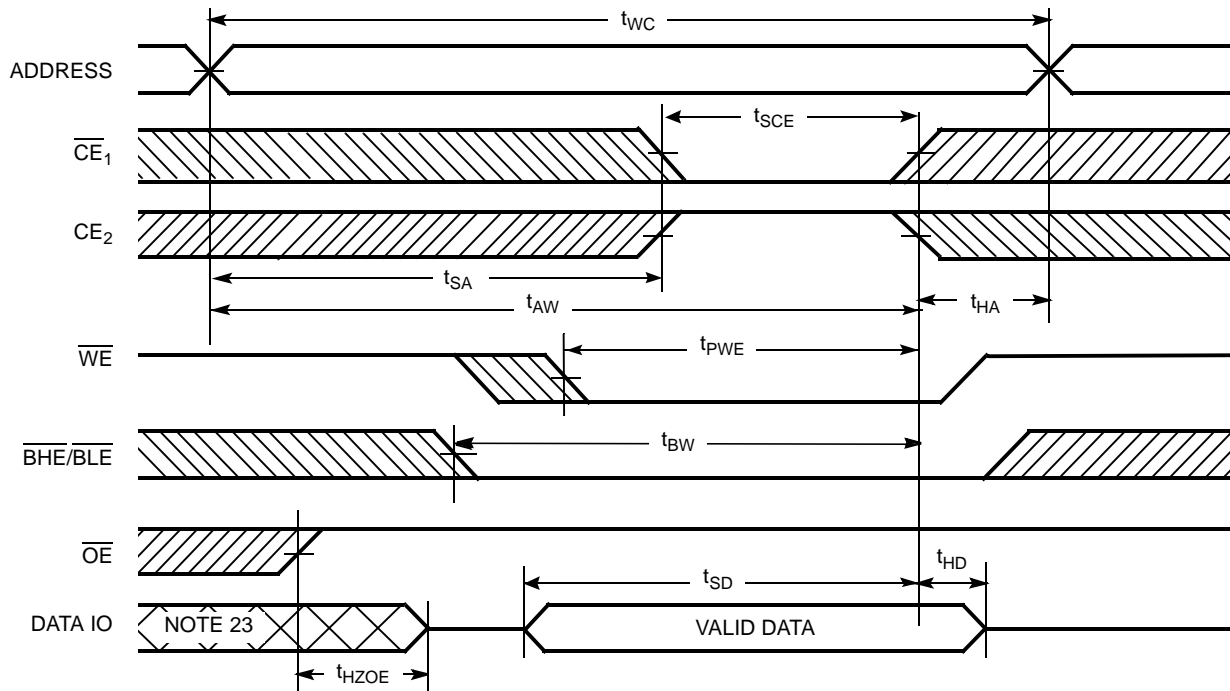 tWC
ADDRESS
tSCE
CE1
CE2
tSA
tAW
tHA
WE
tPWE
BHE/BLE
tBW
OE
tHD
tSD
DATA IO
NOTE 23
VALID DATA
tHZOE